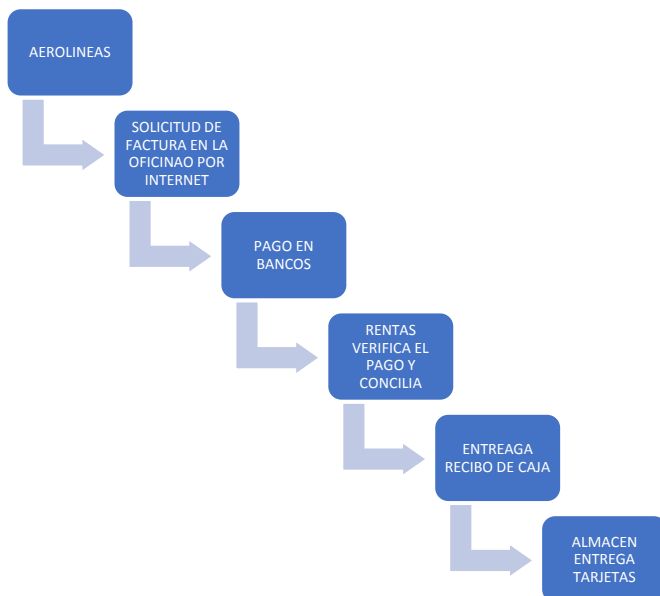 AEROLINEAS
SOLICITUD DE
FACTURA EN LA
OFICINAO POR
INTERNET
PAGO EN
BANCOS
RENTAS
VERIFICA EL
PAGO Y
CONCILIA
ENTREAGA
RECIBO DE CAJA
ALMACEN
ENTREGA
TARJETAS